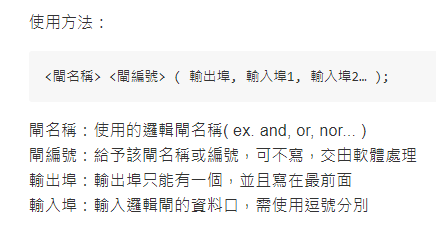 使用方法：
<閘名稱> <閘編號> ( 輸出埠, 輸入埠1, 輸入埠2… );
閘名稱：使用的邏輯閘名稱( ex. and, or, nor... )
閘編號：給予該閘名稱或編號，可不寫，交由軟體處理
輸出埠：輸出埠只能有一個，並且寫在最前面
輸入埠：輸入邏輯閘的資料口，需使用逗號分別